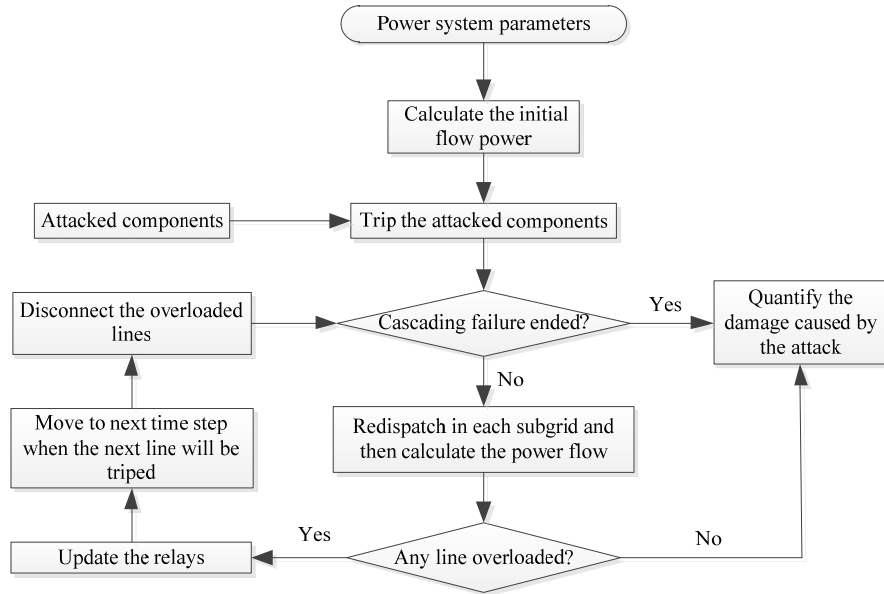 Power system parameters
Calculate the initial
flow power
Attacked components
Trip the attacked components
Disconnect the overloaded
lines
Cascading failure ended?
Yes
Quantify the
damage caused by
the attack
No
Move to next time step
when the next line will be
triped
Redispatch in each subgrid and
then calculate the power flow
Update the relays
Yes
Any line overloaded?
No